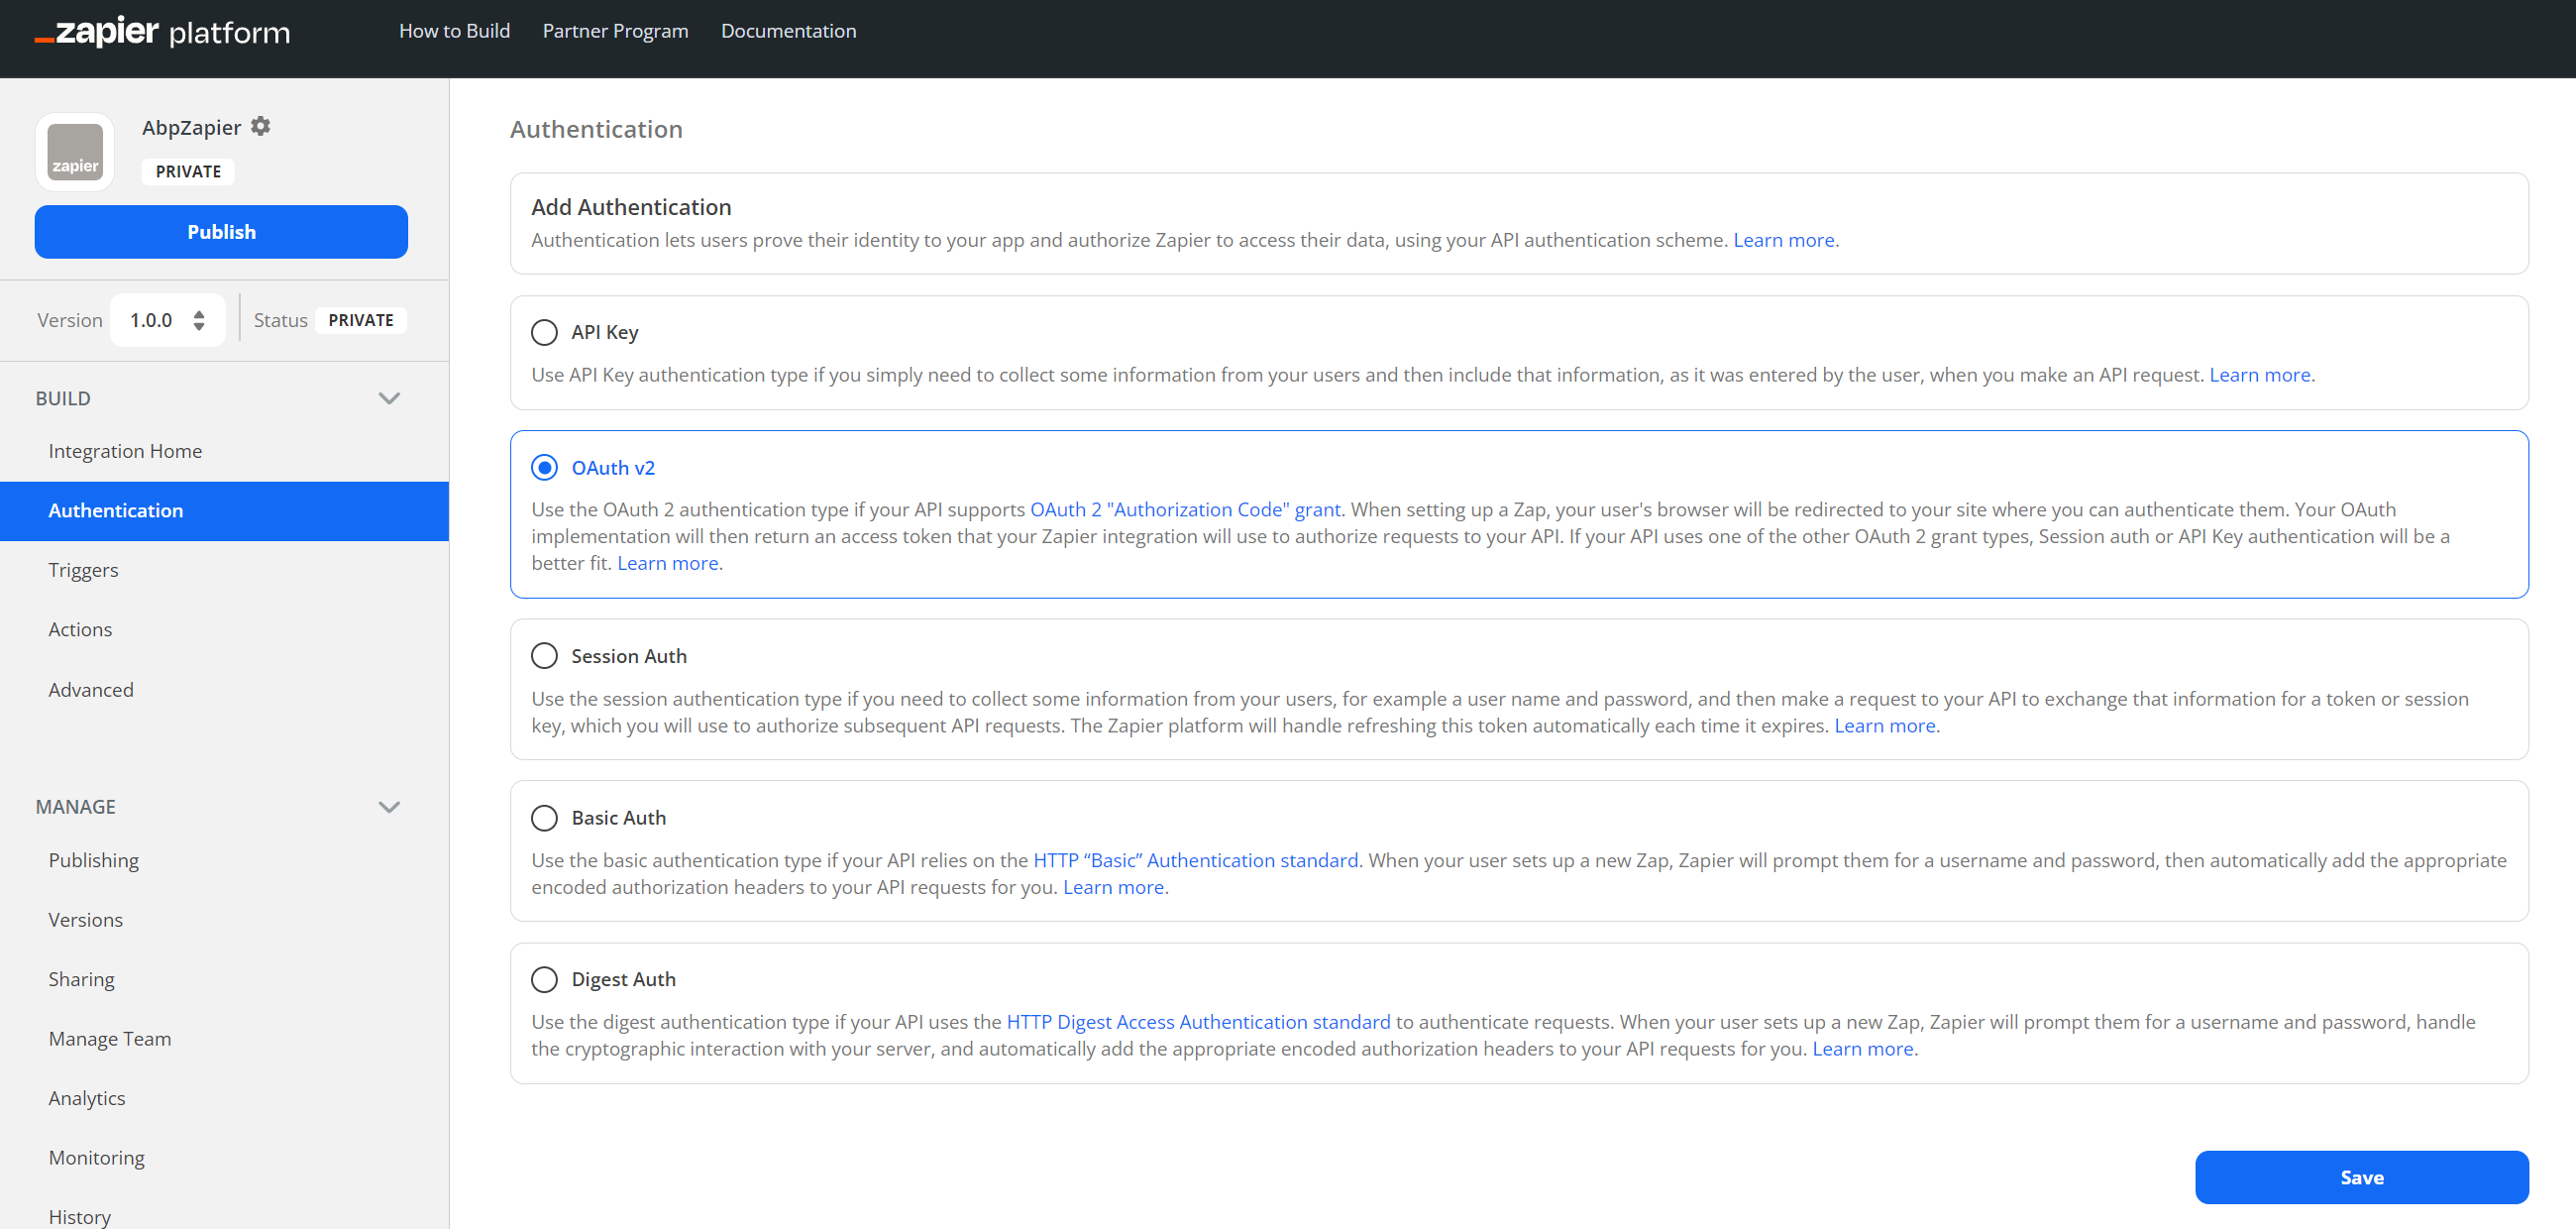 zapier platform
How to Build
Partner Program
Documentation
zapier
AbpZapier
PRIVATE
Publish
Version
1.0.0
Status
PRIVATE
BUILD
Integration Home
Authentication
Triggers
Actions
Advanced
MANAGE
Publishing
Versions
Sharing
Manage Team
Analytics
Monitoring
History
Authentication
Add Authentication
Authentication lets users prove their identity to your app and authorize Zapier to access their data, using your API authentication scheme. Learn more.
API Key
Use API Key authentication type if you simply need to collect some information from your users and then include that information, as it was entered by the user, when you make an API request. Learn more.
OAuth v2
Use the OAuth 2 authentication type if your API supports OAuth 2 "Authorization Code" grant. When setting up a Zap, your user's browser will be redirected to your site where you can authenticate them. Your OAuth
implementation will then return an access token that your Zapier integration will use to authorize requests to your API. If your API uses one of the other OAuth 2 grant types, Session auth or API Key authentication will be a
better fit. Learn more.
Session Auth
Use the session authentication type if you need to collect some information from your users, for example a user name and password, and then make a request to your API to exchange that information for a token or session
key, which you will use to authorize subsequent API requests. The Zapier platform will handle refreshing this token automatically each time it expires. Learn more.
Basic Auth
Use the basic authentication type if your API relies on the HTTP “Basic” Authentication standard. When your user sets up a new Zap, Zapier will prompt them for a username and password, then automatically add the appropriate
encoded authorization headers to your API requests for you. Learn more.
Digest Auth
Use the digest authentication type if your API uses the HTTP Digest Access Authentication standard to authenticate requests. When your user sets up a new Zap, Zapier will prompt them for a username and password, handle
the cryptographic interaction with your server, and automatically add the appropriate encoded authorization headers to your API requests for you. Learn more.
Save